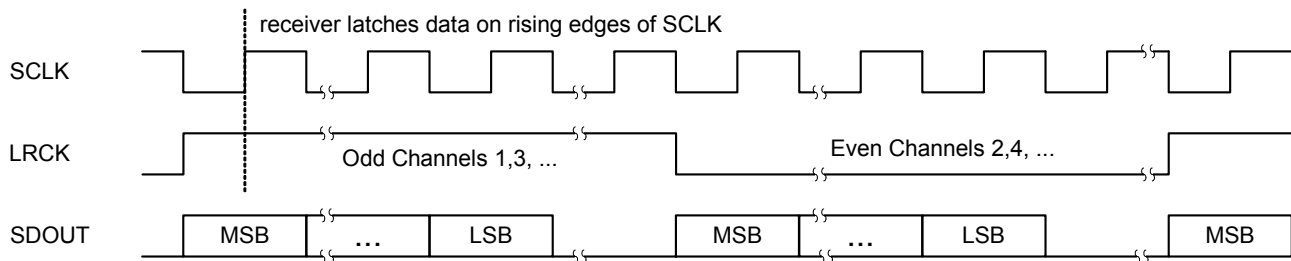 receiver latches data on rising edges of SCLK
SCLK
LRCK
Odd Channels 1,3, ...
Even Channels 2,4, ...
SDOUT
MSB
...
LSB
MSB
...
LSB
MSB